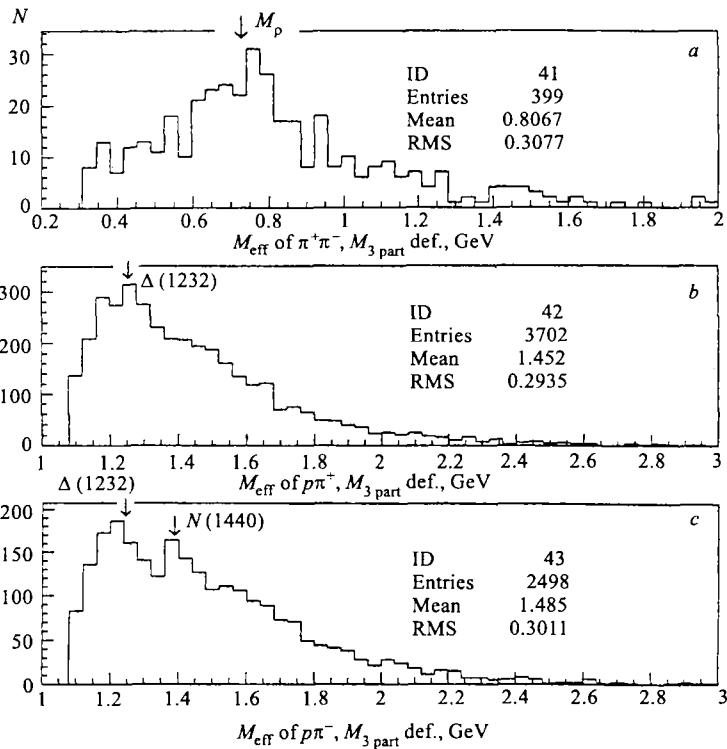 N
↓ M_ρ
a
30
20
10
0
ID 41
Entries 399
Mean 0.8067
RMS 0.3077
0.2 0.4 0.6 0.8 1 1.2 1.4 1.6 1.8 2
M_eff of π⁺π⁻, M_3 part def., GeV
↓ Δ (1232)
b
300
200
100
0
ID 42
Entries 3702
Mean 1.452
RMS 0.2935
1 1.2 1.4 1.6 1.8 2 2.2 2.4 2.6 2.8 3
M_eff of pπ⁺, M_3 part def., GeV
Δ (1232)
↓ ↓ N (1440)
c
200
150
100
50
0
ID 43
Entries 2498
Mean 1.485
RMS 0.3011
1 1.2 1.4 1.6 1.8 2 2.2 2.4 2.6 2.8 3
M_eff of pπ⁻, M_3 part def., GeV